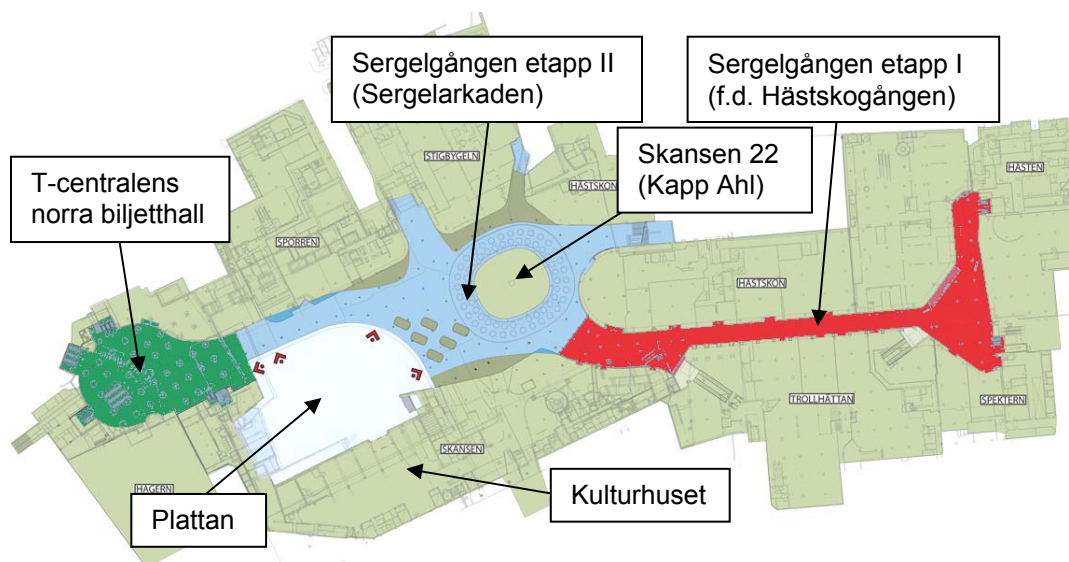 Sergelgången etapp II
(Sergelarkaden)
Sergelgången etapp I
(f.d. Hästskogången)
Skansen 22
(Kapp Ahl)
T-centralens
norra biljetthall
STIGBYGELN
HÄSTSKON
HÄSTEN
SPORREN
HÄSTSKON
TROLLHÄTTAN
SPEKTERN
SKANSEN
HÄGERN
Plattan
Kulturhuset